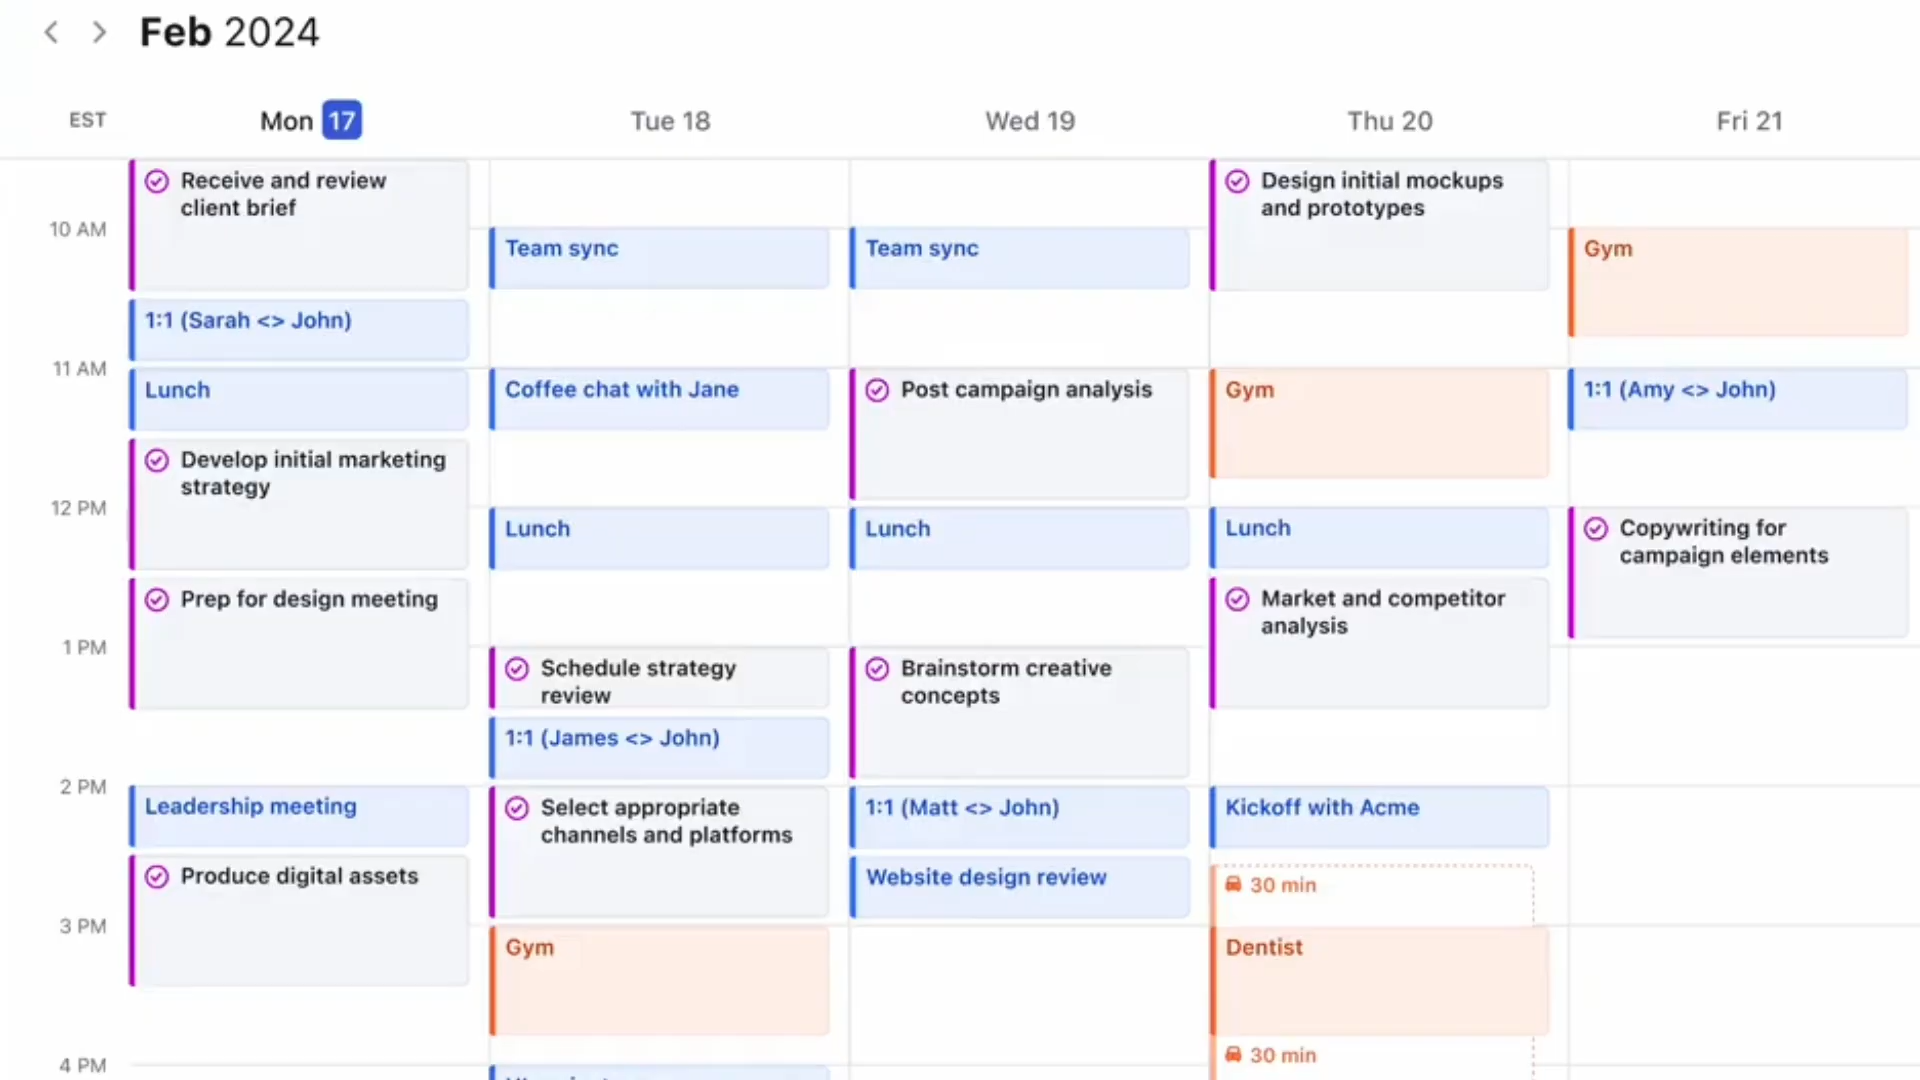 Feb 2024
EST
Mon 17
Tue 18
Wed 19
Thu 20
Fri 21
10 AM
11 AM
12 PM
1 PM
2 PM
3 PM
4 PM
Receive and review
client brief
1:1 (Sarah <> John)
Lunch
Develop initial marketing
strategy
Prep for design meeting
Leadership meeting
Produce digital assets
Team sync
Coffee chat with Jane
Lunch
Schedule strategy
review
1:1 (James <> John)
Select appropriate
channels and platforms
Gym
Team sync
Post campaign analysis
Lunch
Brainstorm creative
concepts
1:1 (Matt <> John)
Website design review
Design initial mockups
and prototypes
Gym
Lunch
Market and competitor
analysis
Kickoff with Acme
30 min
Dentist
30 min
Gym
1:1 (Amy <> John)
Copywriting for
campaign elements